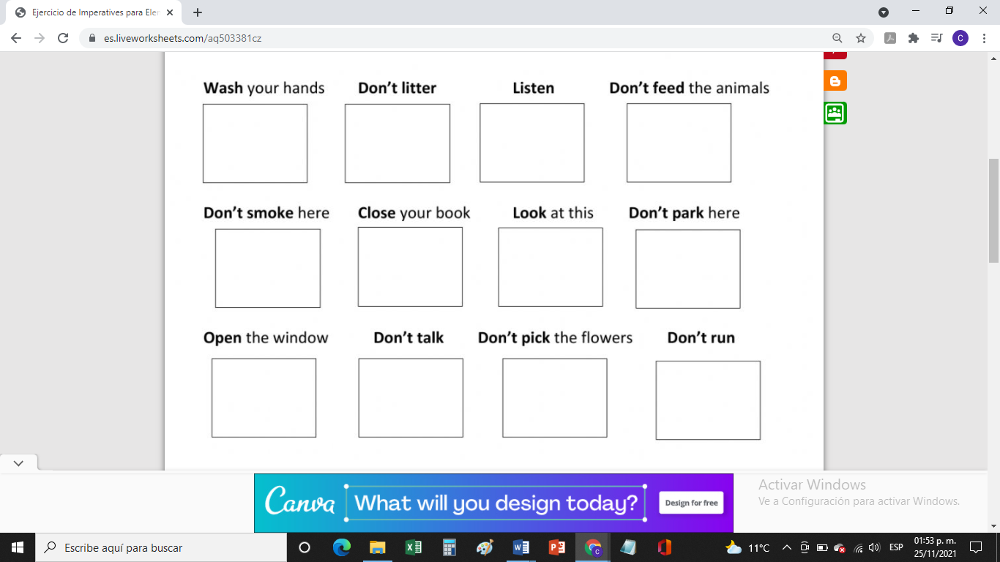 Ejercicio de Imperatives para Eler
es.liveworksheets.com/aq503381cz
C
Wash your hands Don't litter Listen Don't feed the animals
Don't smoke here Close your book Look at this Don't park here
Open the window Don't talk Don't pick the flowers Don't run
Canva What will you design today? Design for free
Activar Windows
Ve a Configuración para activar Windows.
Escribe aquí para buscar
11°C
ESP
01:53 p. m.
25/11/2021